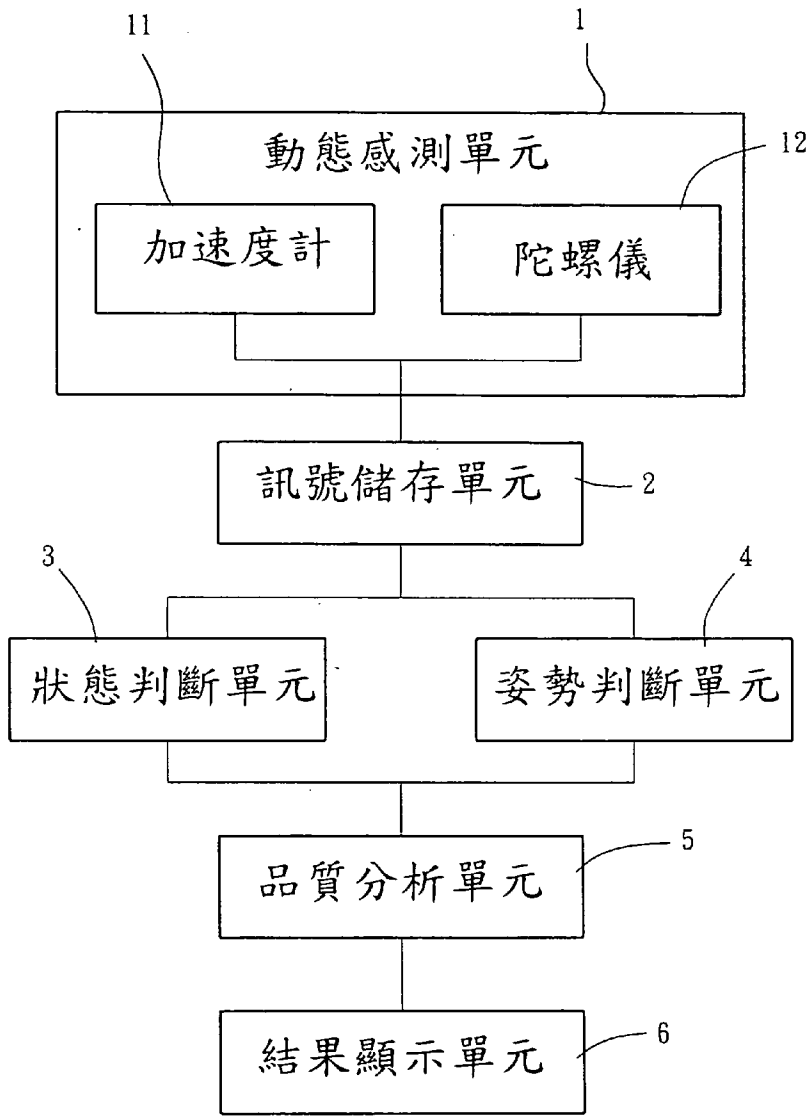 11
1
動態感測單元
12
加速度計
陀螺儀
訊號儲存單元
2
3
4
狀態判斷單元
姿勢判斷單元
品質分析單元
5
結果顯示單元
6